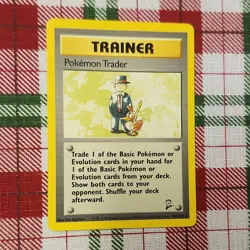 TRAINER
Pokémon Trader
Trade 1 of the Basic Pokémon or
Evolution cards in your hand for
1 of the Basic Pokémon or
Evolution cards from your deck.
Show both cards to your
opponent. Shuffle your deck
afterward.